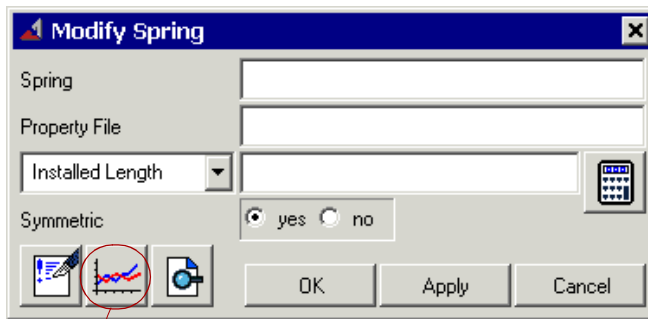 Modify Spring
Spring
Property File
Installed Length
Symmetric
yes no
OK Apply Cancel